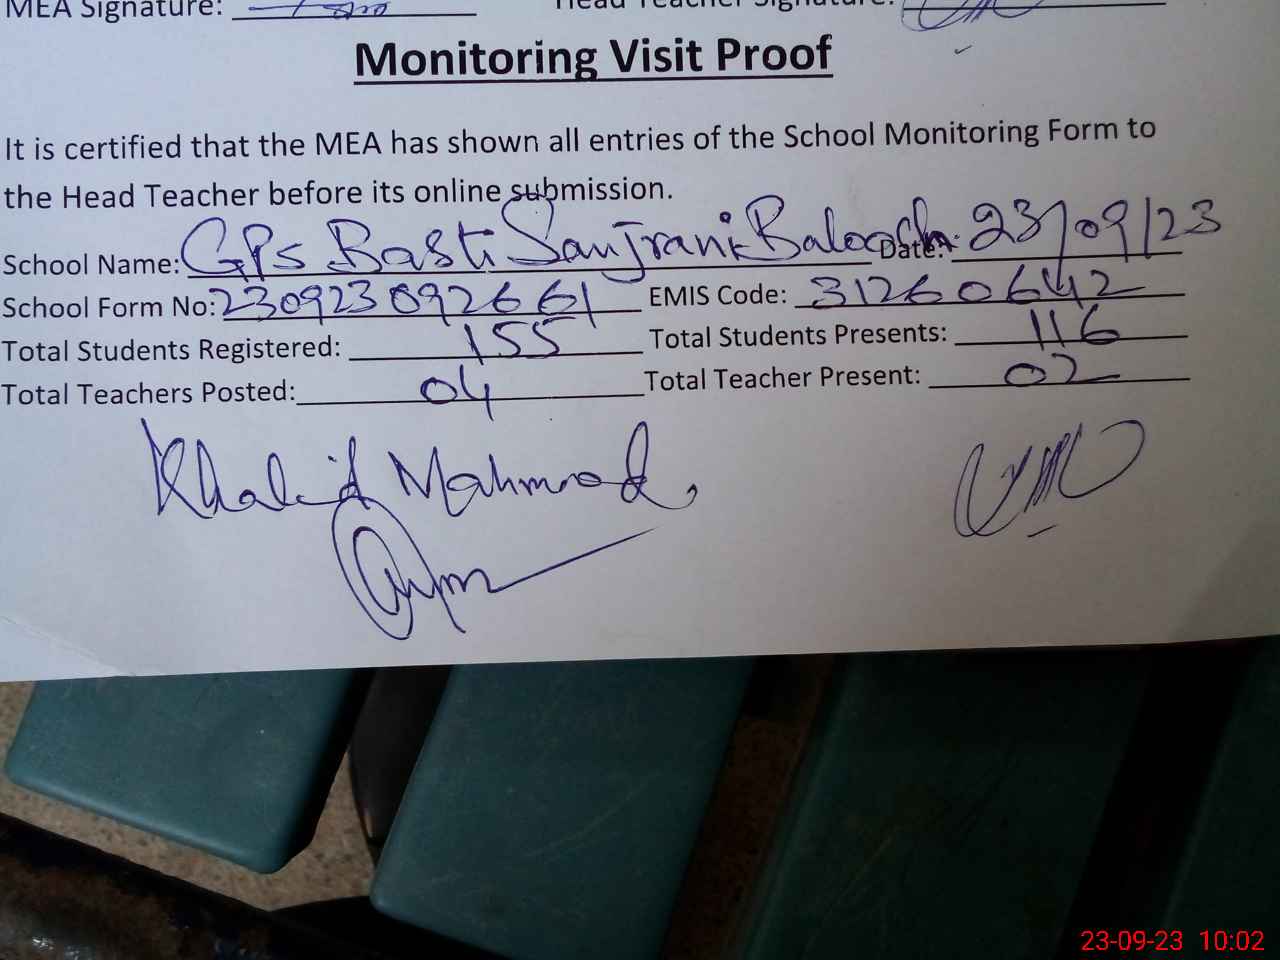 MEA Signature: Head Teacher Signature:
Monitoring Visit Proof
It is certified that the MEA has shown all entries of the School Monitoring Form to
the Head Teacher before its online submission.
School Name: GPS Basti Sanjrani Baloch Date: 23/09/23
School Form No: 230923092661 EMIS Code: 31260642
Total Students Registered: 155 Total Students Presents: 116
Total Teachers Posted: 04 Total Teacher Present: 02
Khalid Mahmood
23-09-23 10:02